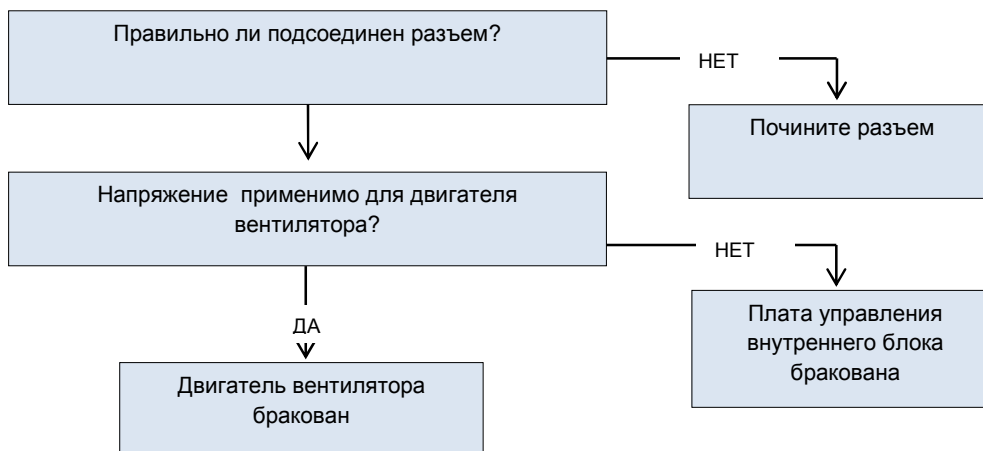 Правильно ли подсоединен разъем?
НЕТ
Почините разъем
Напряжение применимо для двигателя
вентилятора?
НЕТ
Плата управления
внутреннего блока
бракована
ДА
Двигатель вентилятора
бракован